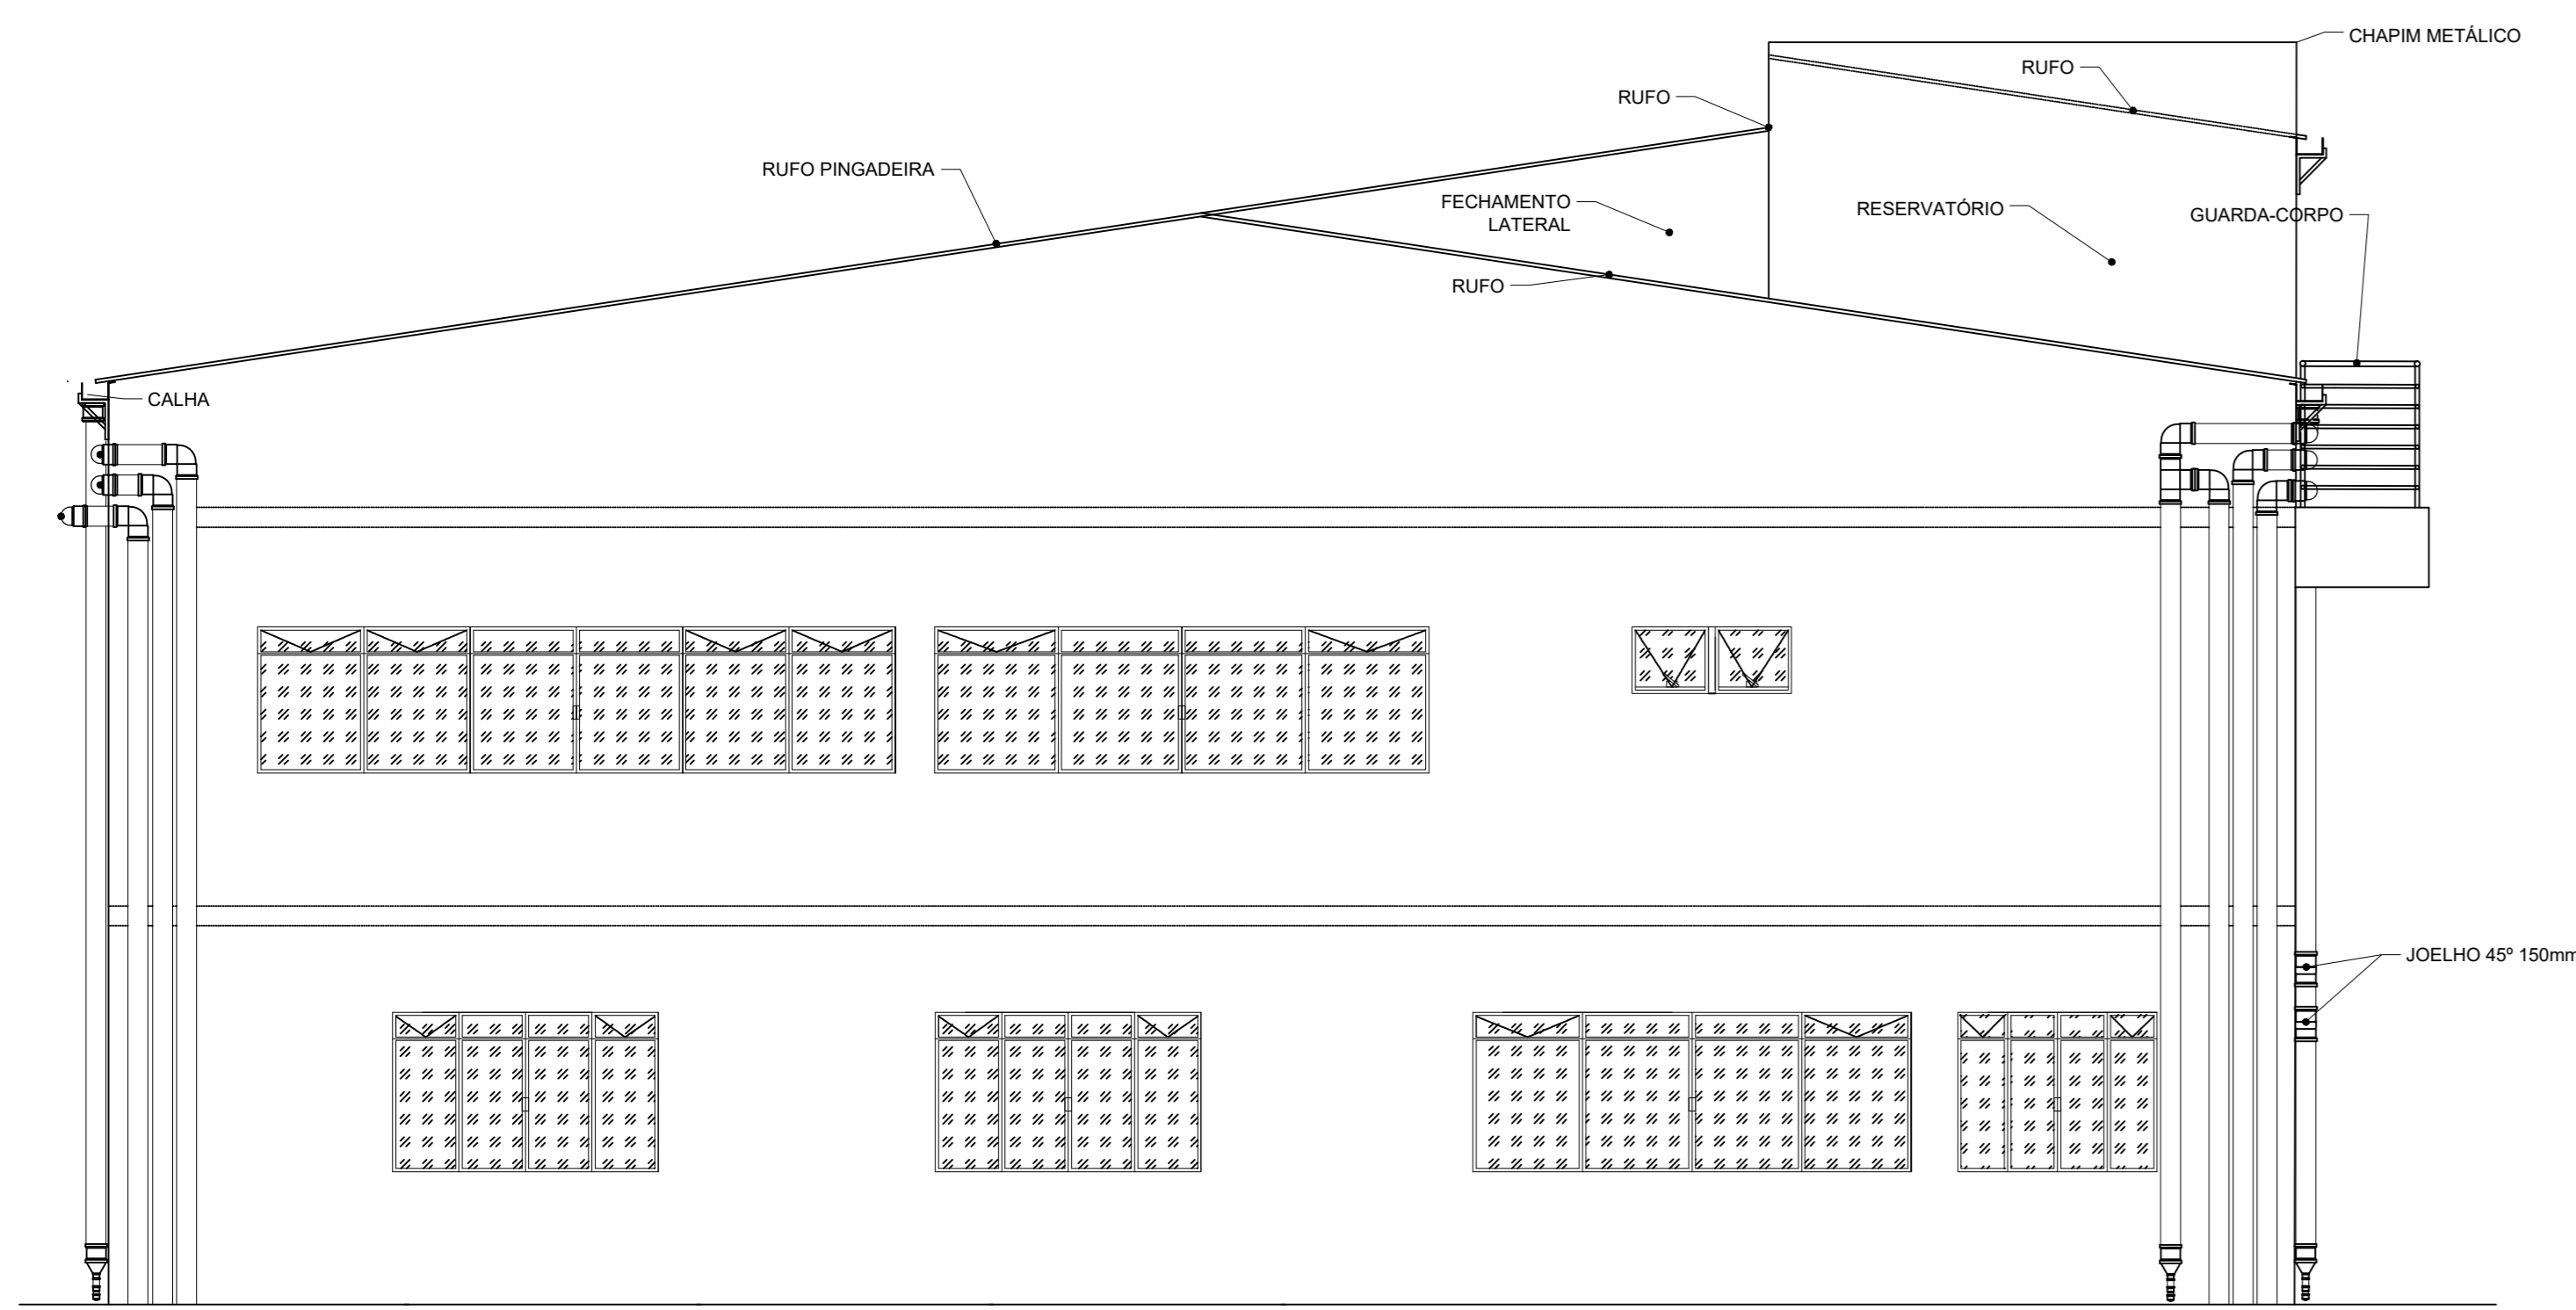 CHAPIM METÁLICO
RUFO
RUFO
RUFO PINGADEIRA
FECHAMENTO
LATERAL
RESERVATÓRIO
GUARDA-CORPO
RUFO
CALHA
JOELHO 45º 150mm